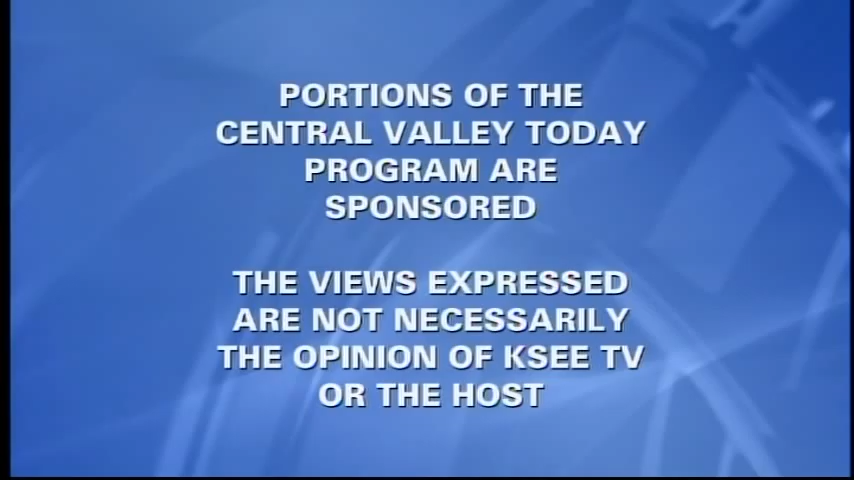 PORTIONS OF THE
CENTRAL VALLEY TODAY
PROGRAM ARE
SPONSORED
THE VIEWS EXPRESSED
ARE NOT NECESSARILY
THE OPINION OF KSEE TV
OR THE HOST